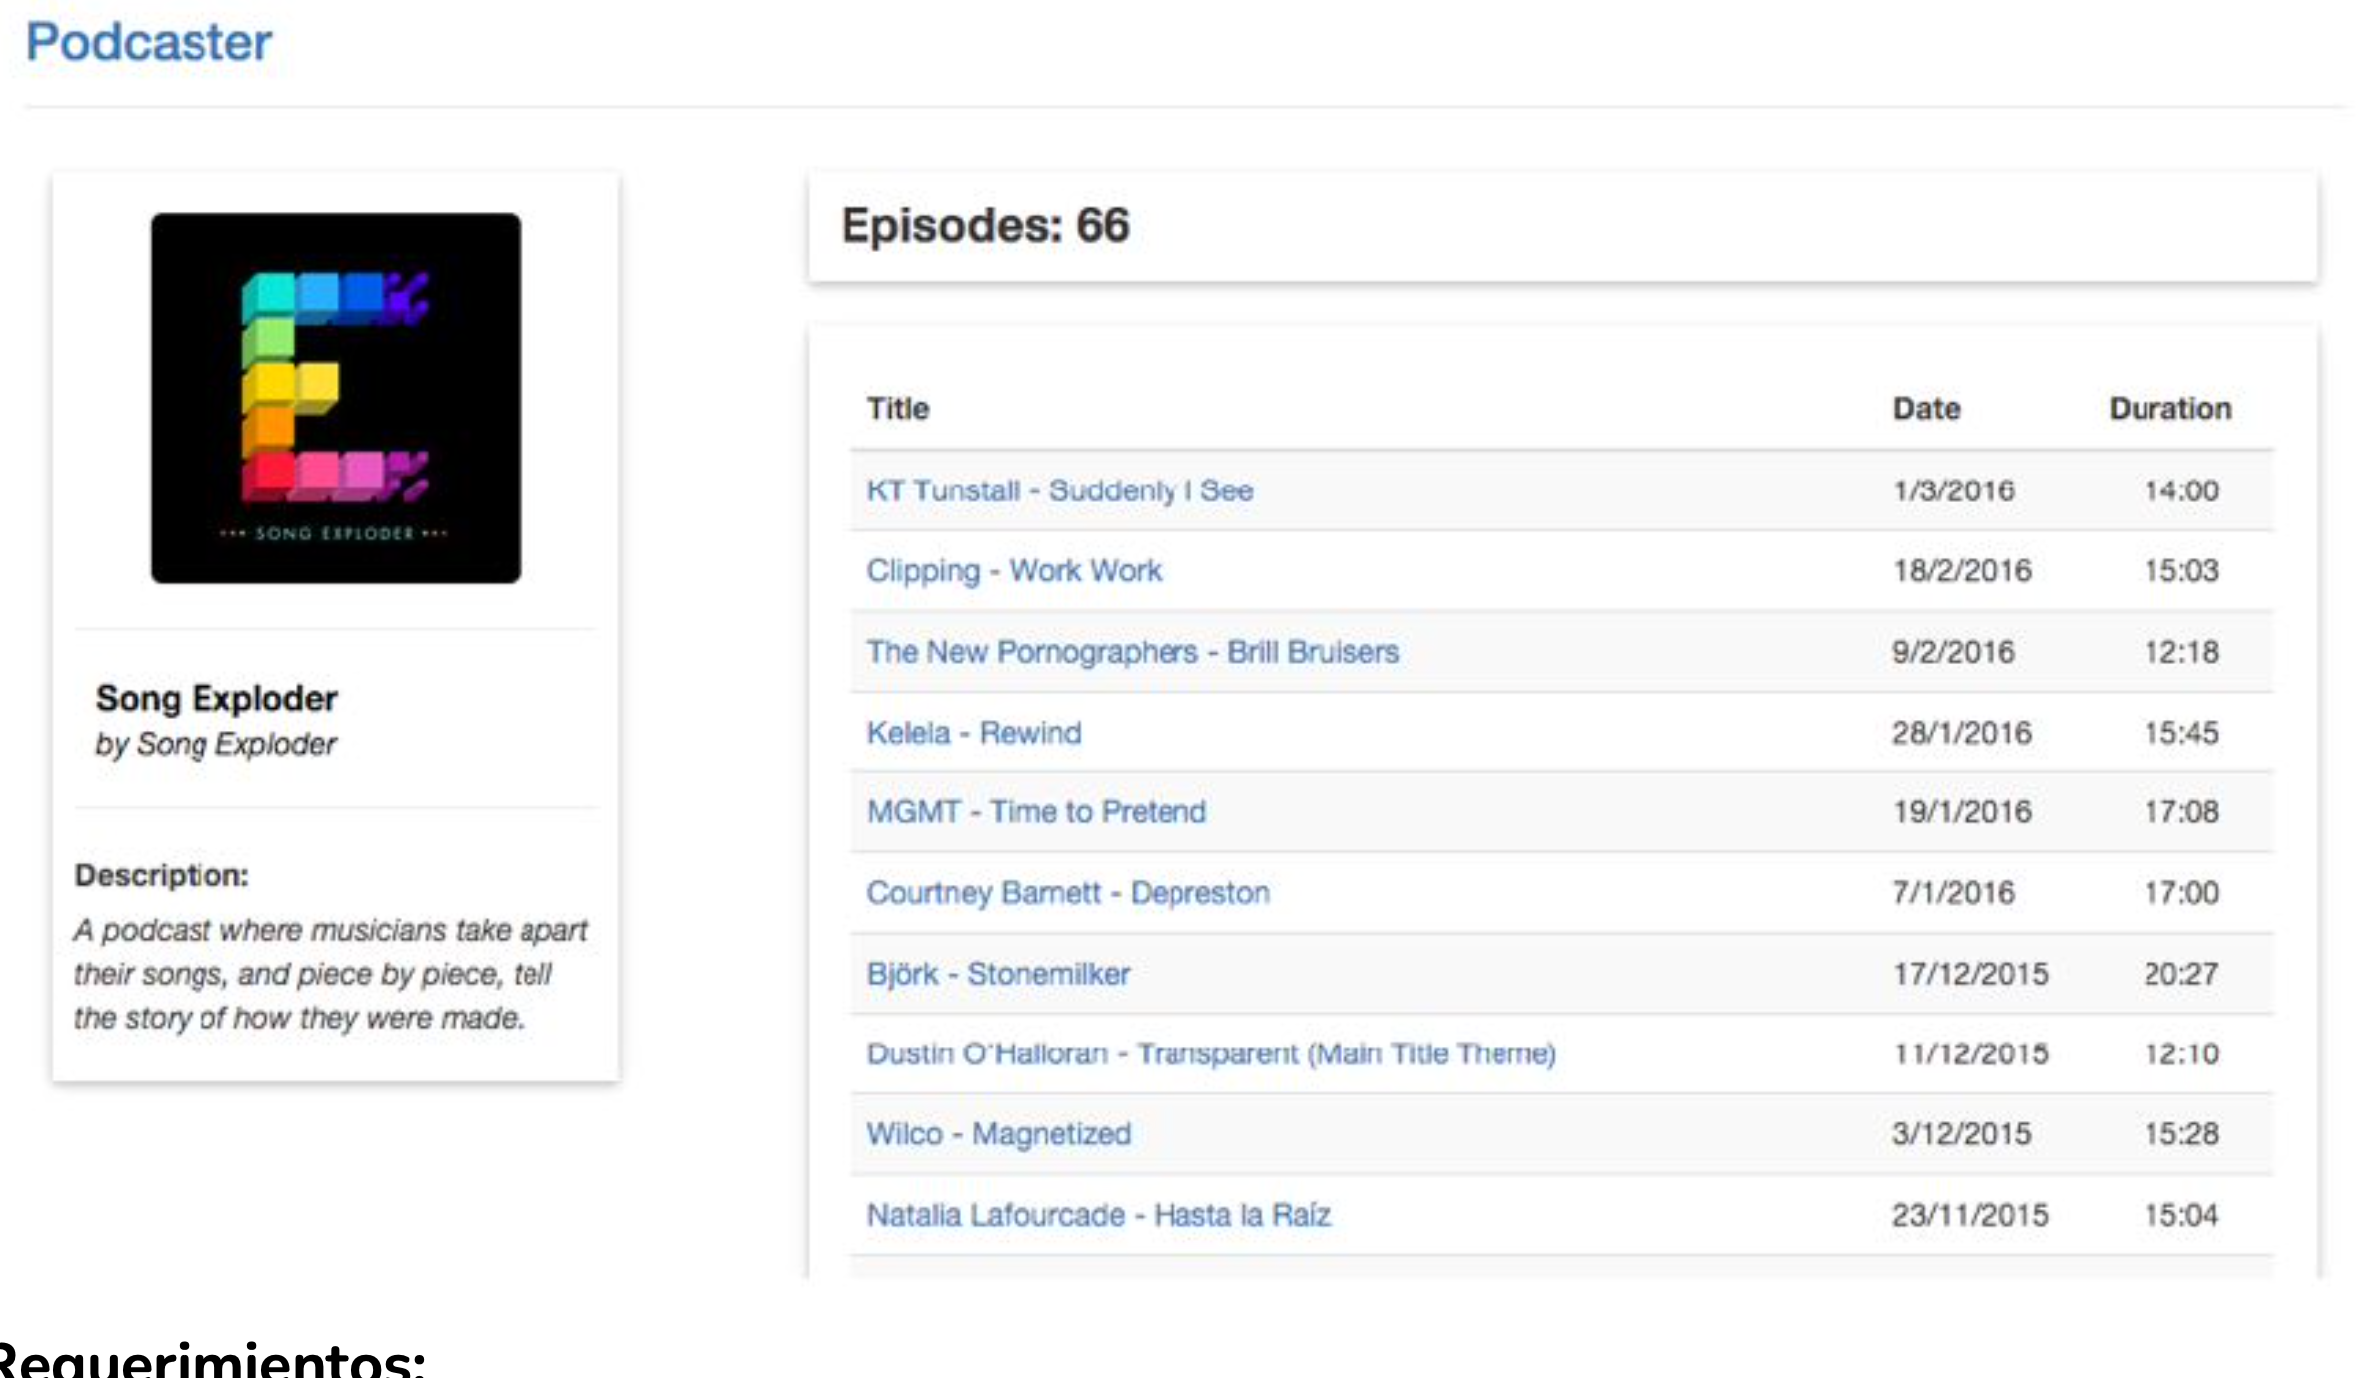 Podcaster
SONG EXPLODER
Song Exploder
by Song Exploder
Description:
A podcast where musicians take apart
their songs, and piece by piece, tell
the story of how they were made.
Episodes: 66
Title Date Duration
KT Tunstall - Suddenly I See 1/3/2016 14:00
Clipping - Work Work 18/2/2016 15:03
The New Pornographers - Brill Bruisers 9/2/2016 12:18
Kelela - Rewind 28/1/2016 15:45
MGMT - Time to Pretend 19/1/2016 17:08
Courtney Barnett - Depreston 7/1/2016 17:00
Björk - Stonemilker 17/12/2015 20:27
Dustin O'Halloran - Transparent (Main Title Theme) 11/12/2015 12:10
Wilco - Magnetized 3/12/2015 15:28
Natalia Lafourcade - Hasta la Raíz 23/11/2015 15:04
Requerimientos: